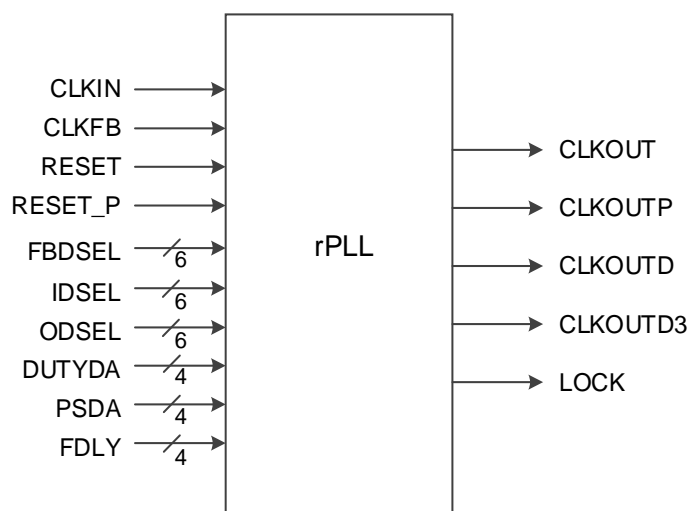 CLKIN
CLKFB
RESET
RESET_P
FBDSEL 6
IDSEL 6
ODSEL 6
DUTYDA 4
PSDA 4
FDLY 4
rPLL
CLKOUT
CLKOUTP
CLKOUTD
CLKOUTD3
LOCK